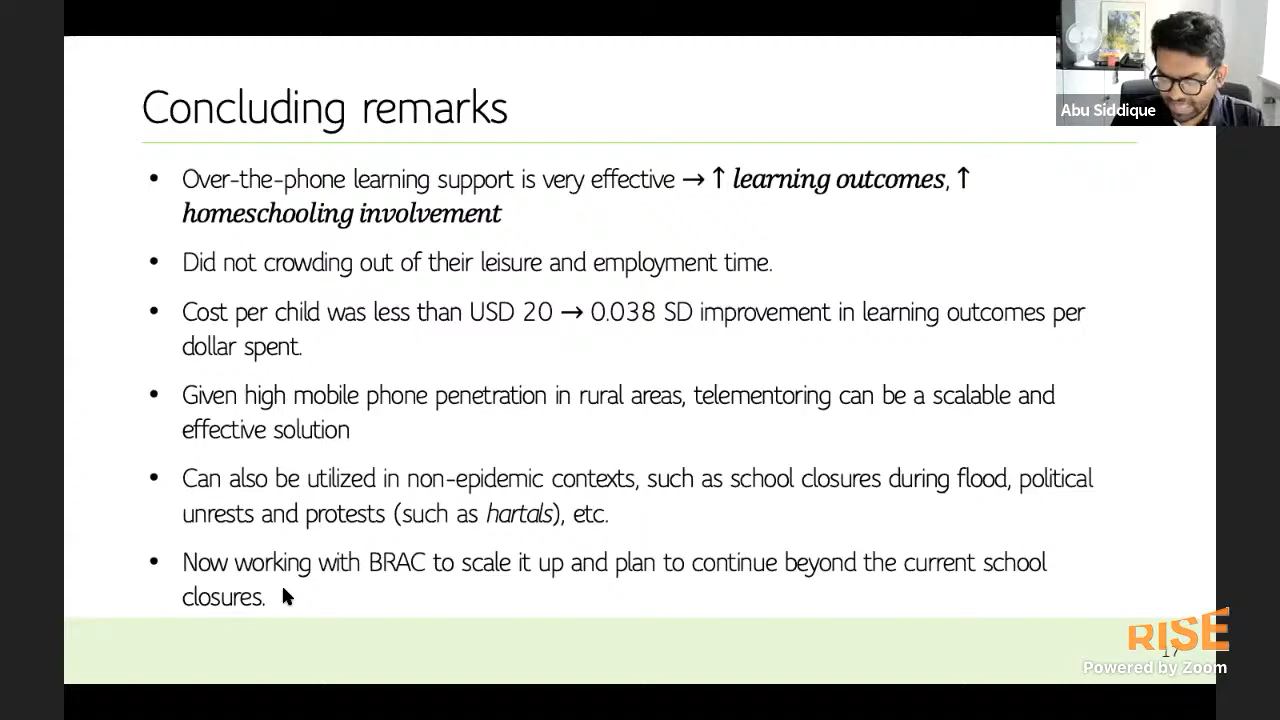 Abu Siddique
Concluding remarks
• Over-the-phone learning support is very effective → ↑ learning outcomes, ↑
homeschooling involvement
• Did not crowding out of their leisure and employment time.
• Cost per child was less than USD 20 → 0.038 SD improvement in learning outcomes per
dollar spent.
• Given high mobile phone penetration in rural areas, telementoring can be a scalable and
effective solution
• Can also be utilized in non-epidemic contexts, such as school closures during flood, political
unrests and protests (such as hartals), etc.
• Now working with BRAC to scale it up and plan to continue beyond the current school
closures.
RISE
17
Powered by Zoom